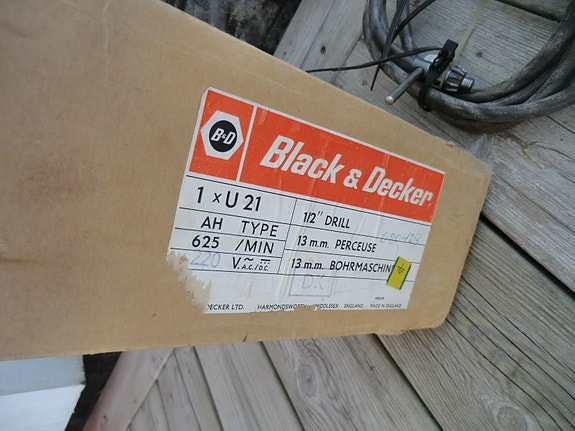 B&D
Black & Decker
1 x U 21
AH TYPE
625 /MIN
220 V. A.C./D.C.
1/2" DRILL
13 m.m. PERCEUSE
13 m.m. BOHRMASCHIN
D.K
DECKER LTD. HARMONDSWORTH MIDDLESEX ENGLAND MADE IN ENGLAND